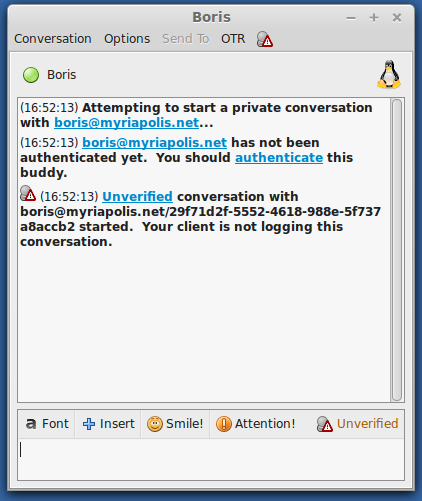 Boris
Conversation Options Send To OTR
Boris
(16:52:13) Attempting to start a private conversation
with boris@myriapolis.net...
(16:52:13) boris@myriapolis.net has not been
authenticated yet.  You should authenticate this
buddy.
(16:52:13) Unverified conversation with
boris@myriapolis.net/29f71d2f-5552-4618-988e-5f737
a8accb2 started.  Your client is not logging this
conversation.
a Font Insert Smile! Attention! Unverified